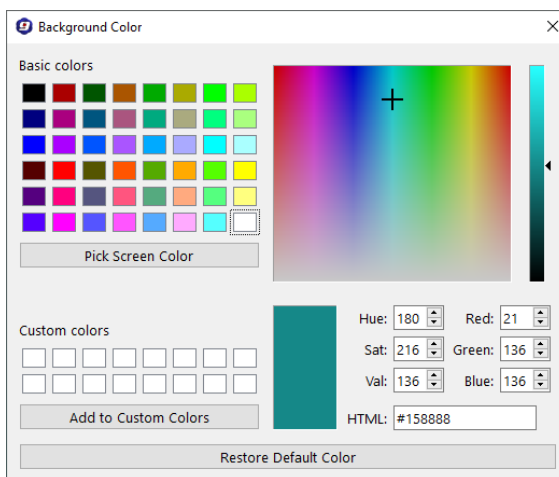 Background Color
Basic colors
Pick Screen Color
Custom colors
Add to Custom Colors
Hue: 180 Red: 21
Sat: 216 Green: 136
Val: 136 Blue: 136
HTML: #158888
Restore Default Color